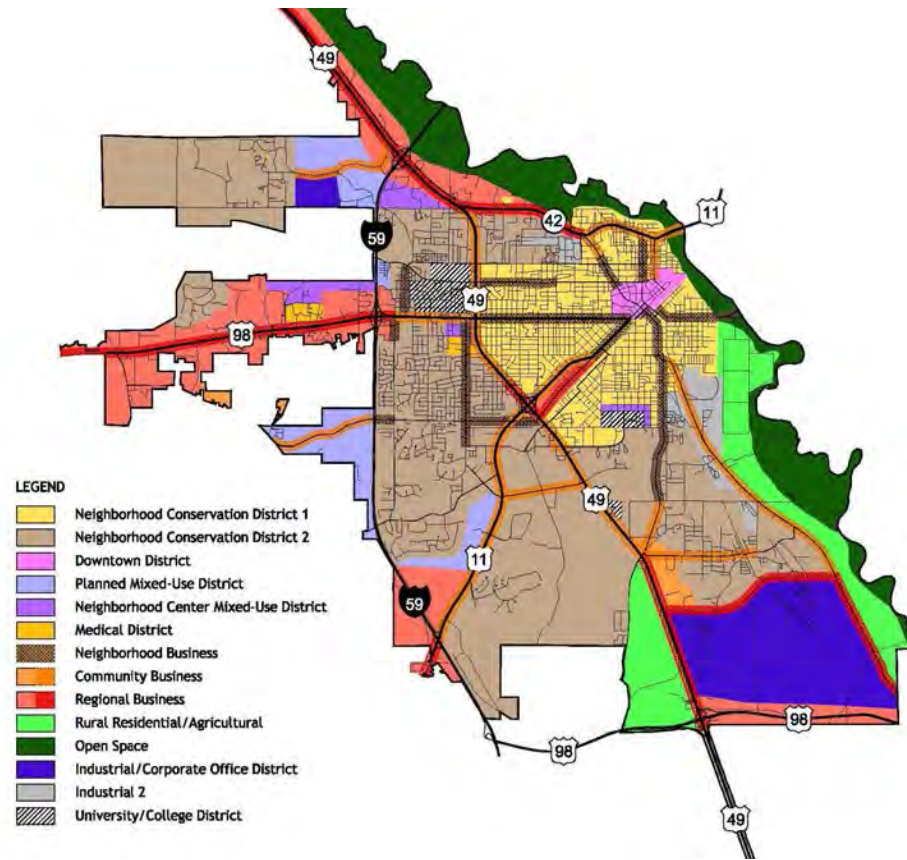 49
42
11
59
49
98
49
11
59
98
98
49
LEGEND
Neighborhood Conservation District 1
Neighborhood Conservation District 2
Downtown District
Planned Mixed-Use District
Neighborhood Center Mixed-Use District
Medical District
Neighborhood Business
Community Business
Regional Business
Rural Residential/Agricultural
Open Space
Industrial/Corporate Office District
Industrial 2
University/College District